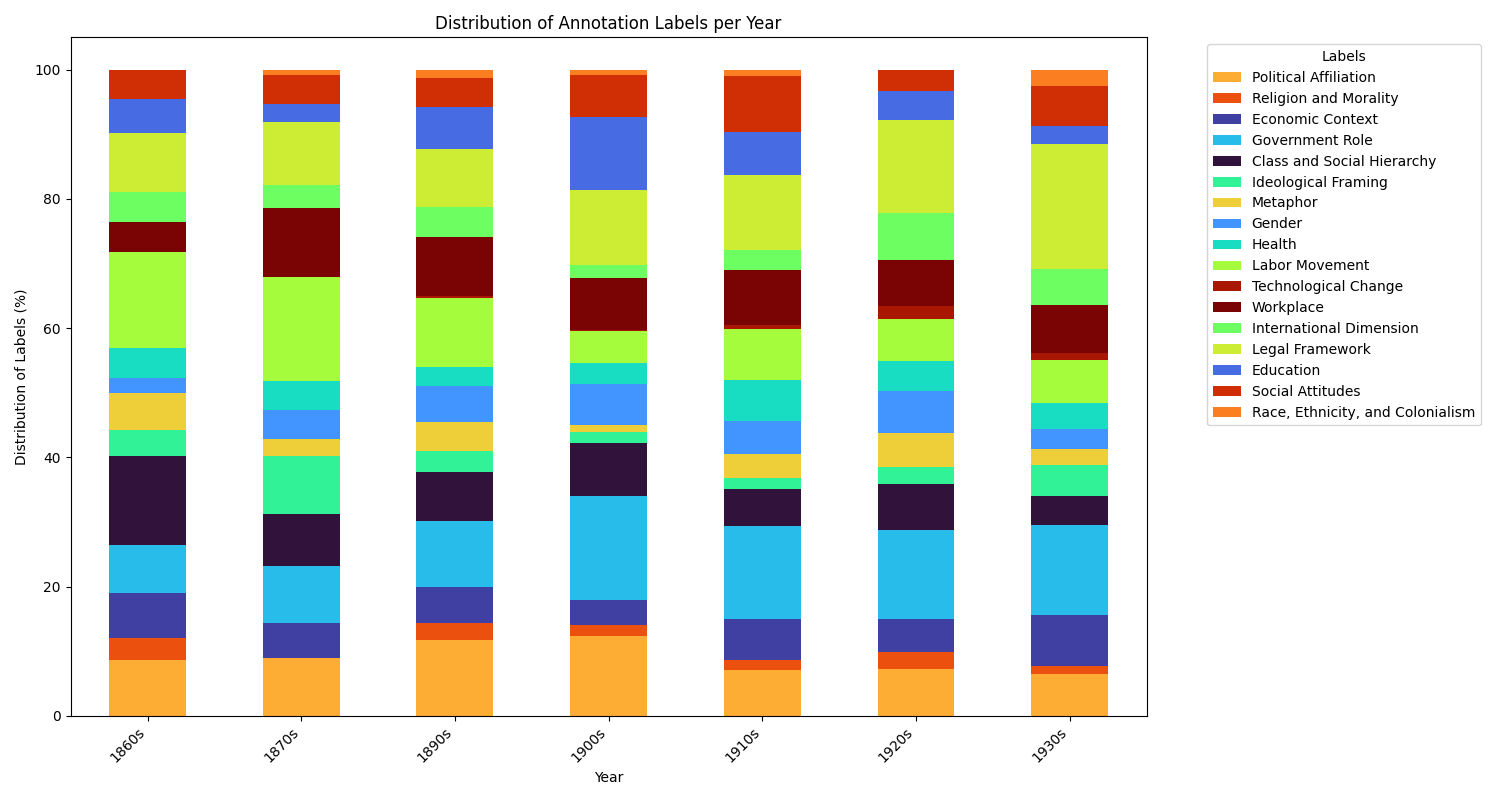 Distribution of Annotation Labels per Year
Distribution of Labels (%)
100
80
60
40
20
0
1860s
1870s
1890s
1900s
1910s
1920s
1930s
Year
Labels
Political Affiliation
Religion and Morality
Economic Context
Government Role
Class and Social Hierarchy
Ideological Framing
Metaphor
Gender
Health
Labor Movement
Technological Change
Workplace
International Dimension
Legal Framework
Education
Social Attitudes
Race, Ethnicity, and Colonialism